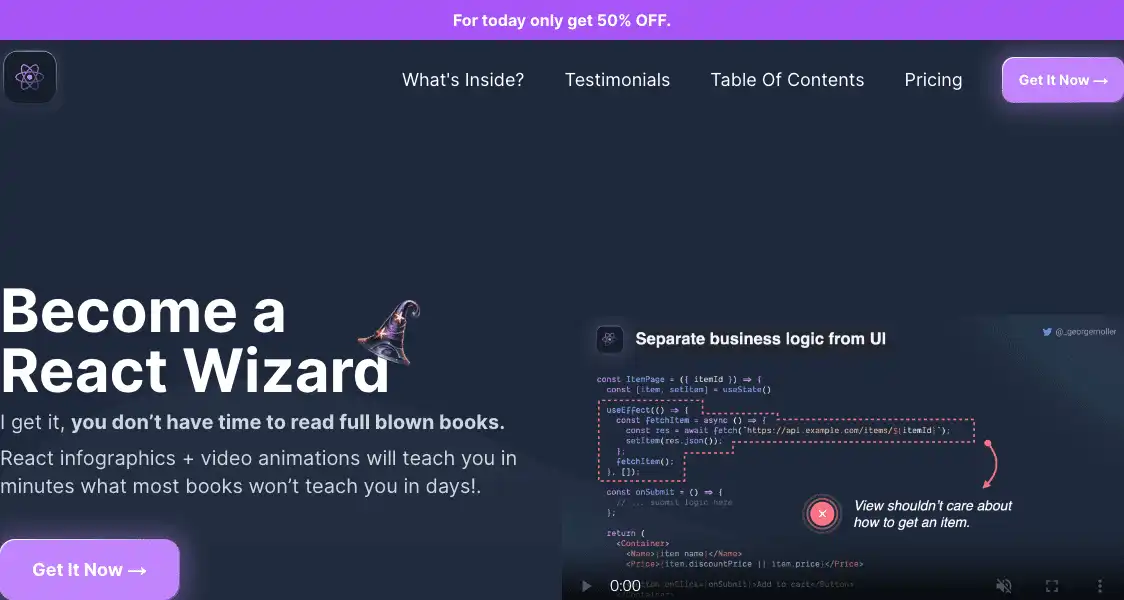 For today only get 50% OFF.
What's Inside?
Testimonials
Table Of Contents
Pricing
Get It Now →
Become a
React Wizard
I get it, you don’t have time to read full blown books.
React infographics + video animations will teach you in
minutes what most books won’t teach you in days!.
Get It Now →
Separate business logic from UI
@_georgemoller
const ItemPage = ({ itemId }) => {
const [item, setItem] = useState()
useEffect(() => {
const fetchItem = async () => {
const res = await fetch(`https://api.example.com/items/${itemId}`);
setItem(res.json());
};
fetchItem();
}, []);
const onSubmit = () => {
// ... submit logic here
};
return (
<Container>
<Name>{item.name}</Name>
<Price>{item.discountPrice || item.price}</Price>
onClick={onSubmit}>Add to cart</Button>
View shouldn’t care about
how to get an item.
0:00